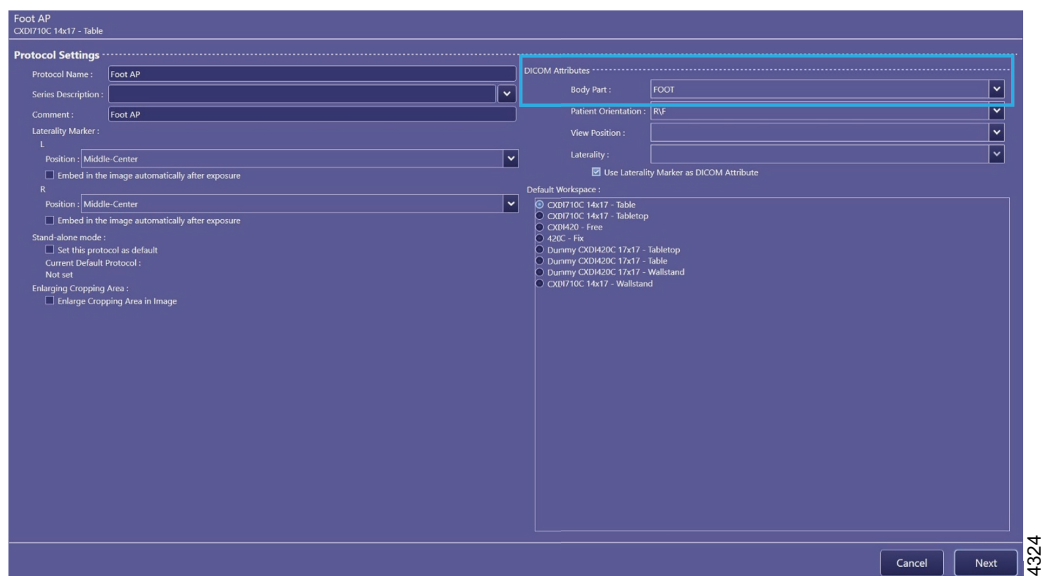 Foot AP
CXDI710C 14x17 - Table
Protocol Settings
Protocol Name : Foot AP
Series Description :
Comment : Foot AP
Laterality Marker :
L
Position : Middle-Center
Embed in the image automatically after exposure
R
Position : Middle-Center
Embed in the image automatically after exposure
Stand-alone mode :
Set this protocol as default
Current Default Protocol :
Not set
Enlarging Cropping Area :
Enlarge Cropping Area in Image
DICOM Attributes
Body Part : FOOT
Patient Orientation : R\F
View Position :
Laterality :
Use Laterality Marker as DICOM Attribute
Default Workspace :
CXDI710C 14x17 - Table
CXDI710C 14x17 - Tabletop
CXDI420 - Free
420C - Fix
Dummy CXDI420C 17x17 - Tabletop
Dummy CXDI420C 17x17 - Table
Dummy CXDI420C 17x17 - Wallstand
CXDI710C 14x17 - Wallstand
Cancel
Next
4324